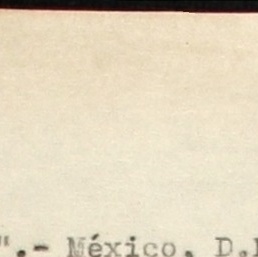 ".- México, D.